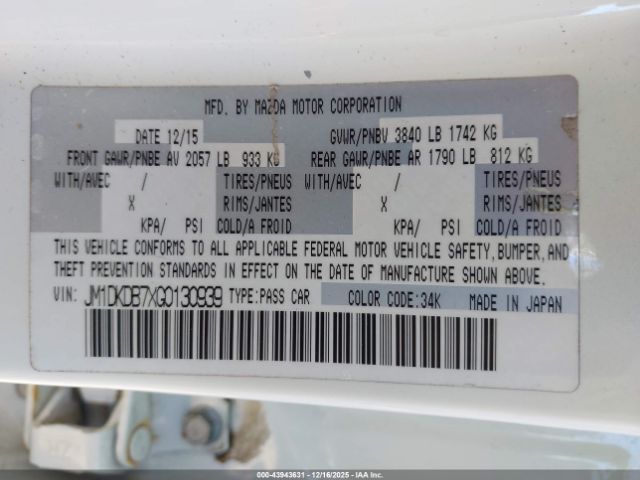 MFD. BY MAZDA MOTOR CORPORATION
DATE 12/15 GVWR/PNBV 3840 LB 1742 KG
FRONT GAWR/PNBE AV 2057 LB 933 KG REAR GAWR/PNBE AR 1790 LB 812 KG
WITH/AVEC / TIRES/PNEUS WITH/AVEC / TIRES/PNEUS
X RIMS/JANTES X RIMS/JANTES
KPA/ PSI COLD/A FROID KPA/ PSI COLD/A FROID
THIS VEHICLE CONFORMS TO ALL APPLICABLE FEDERAL MOTOR VEHICLE SAFETY, BUMPER, AND
THEFT PREVENTION STANDARDS IN EFFECT ON THE DATE OF MANUFACTURE SHOWN ABOVE.
VIN: JM1DKDB7XG0130939 TYPE:PASS CAR COLOR CODE:34K MADE IN JAPAN
000-43943631 - 12/16/2025 - IAAI.COM